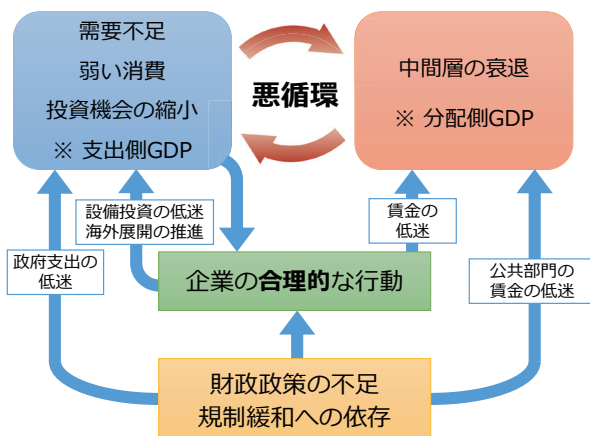 需要不足
弱い消費
投資機会の縮小
※ 支出側GDP
悪循環
中間層の衰退
※ 分配側GDP
設備投資の低迷
海外展開の推進
賃金の
低迷
政府支出の
低迷
企業の合理的な行動
公共部門の
賃金の低迷
財政政策の不足
規制緩和への依存